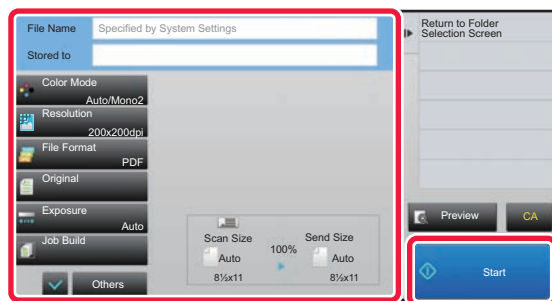 File Name Specified by System Settings
Stored to
Color Mode
Auto/Mono2
Resolution
200x200dpi
File Format
PDF
Original
Exposure
Auto
Job Build
Others
Scan Size
Auto
8½x11
100%
Send Size
Auto
8½x11
Return to Folder
Selection Screen
Preview
CA
Start